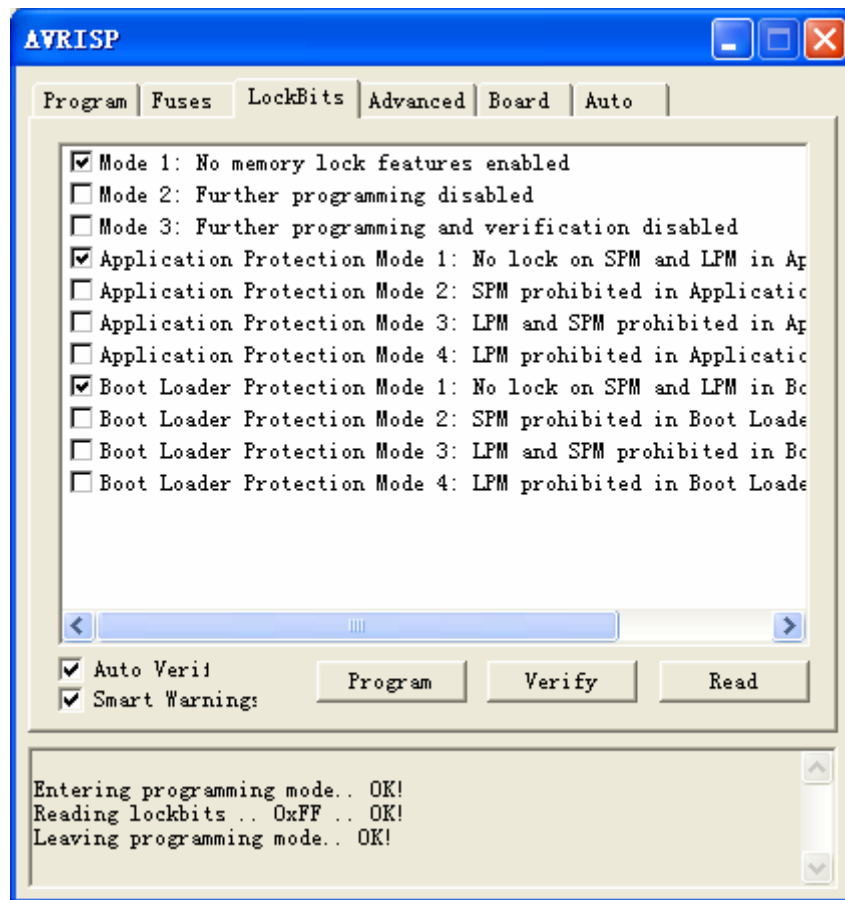 AVRISP
Program Fuses LockBits Advanced Board Auto
Mode 1: No memory lock features enabled
Mode 2: Further programming disabled
Mode 3: Further programming and verification disabled
Application Protection Mode 1: No lock on SPM and LPM in Ap
Application Protection Mode 2: SPM prohibited in Applicatic
Application Protection Mode 3: LPM and SPM prohibited in Ap
Application Protection Mode 4: LPM prohibited in Applicatic
Boot Loader Protection Mode 1: No lock on SPM and LPM in Bo
Boot Loader Protection Mode 2: SPM prohibited in Boot Loade
Boot Loader Protection Mode 3: LPM and SPM prohibited in Bo
Boot Loader Protection Mode 4: LPM prohibited in Boot Loade
Auto Verif
Smart Warnings
Program Verify Read
Entering programming mode.. OK!
Reading lockbits .. 0xFF .. OK!
Leaving programming mode.. OK!